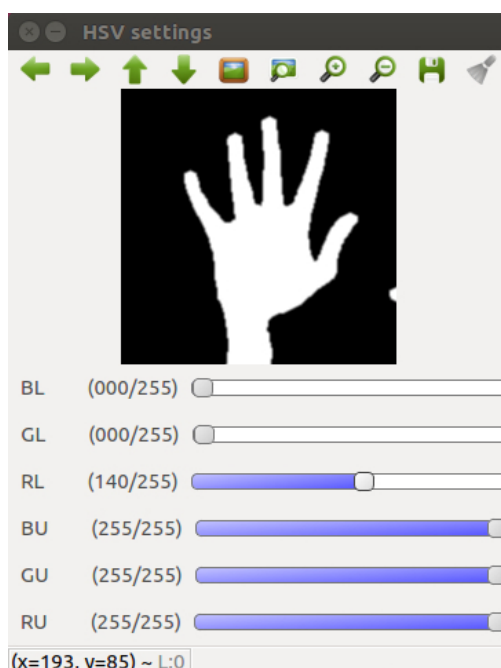 HSV settings
BL (000/255)
GL (000/255)
RL (140/255)
BU (255/255)
GU (255/255)
RU (255/255)
(x=193, y=85) ~ L:0